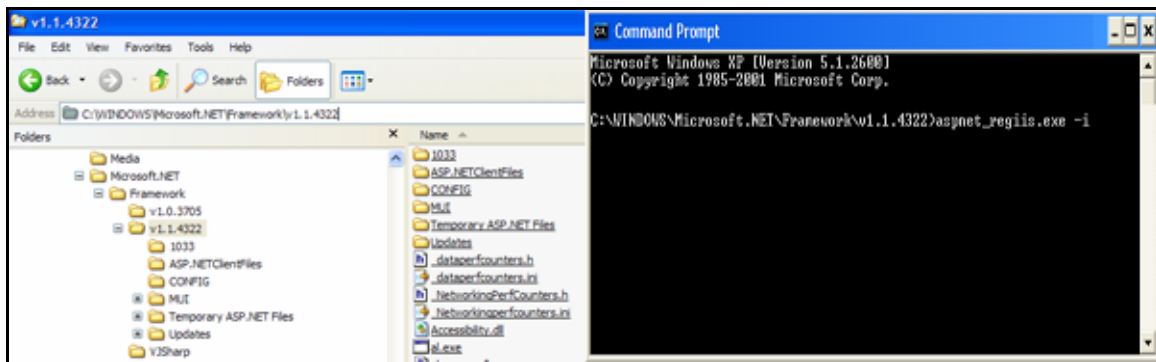 v1.1.4322
File Edit View Favorites Tools Help
Back Search Folders
Address C:\WINDOWS\Microsoft.NET\Framework\v1.1.4322
Folders
Media
Microsoft.NET
Framework
v1.0.3705
v1.1.4322
1033
ASP.NETClientFiles
CONFIG
MUI
Temporary ASP.NET Files
Updates
VJSharp
Name
1033
ASP.NETClientFiles
CONFIG
MUI
Temporary ASP.NET Files
Updates
_dataperfcounters.h
_dataperfcounters.ini
_NetworkingPerfCounters.h
_Networkingperfcounters.ini
Accessibility.dll
al.exe
Command Prompt
Microsoft Windows XP [Version 5.1.2600]
(C) Copyright 1985-2001 Microsoft Corp.
C:\WINDOWS\Microsoft.NET\Framework\v1.1.4322>aspnet_regiis.exe -i